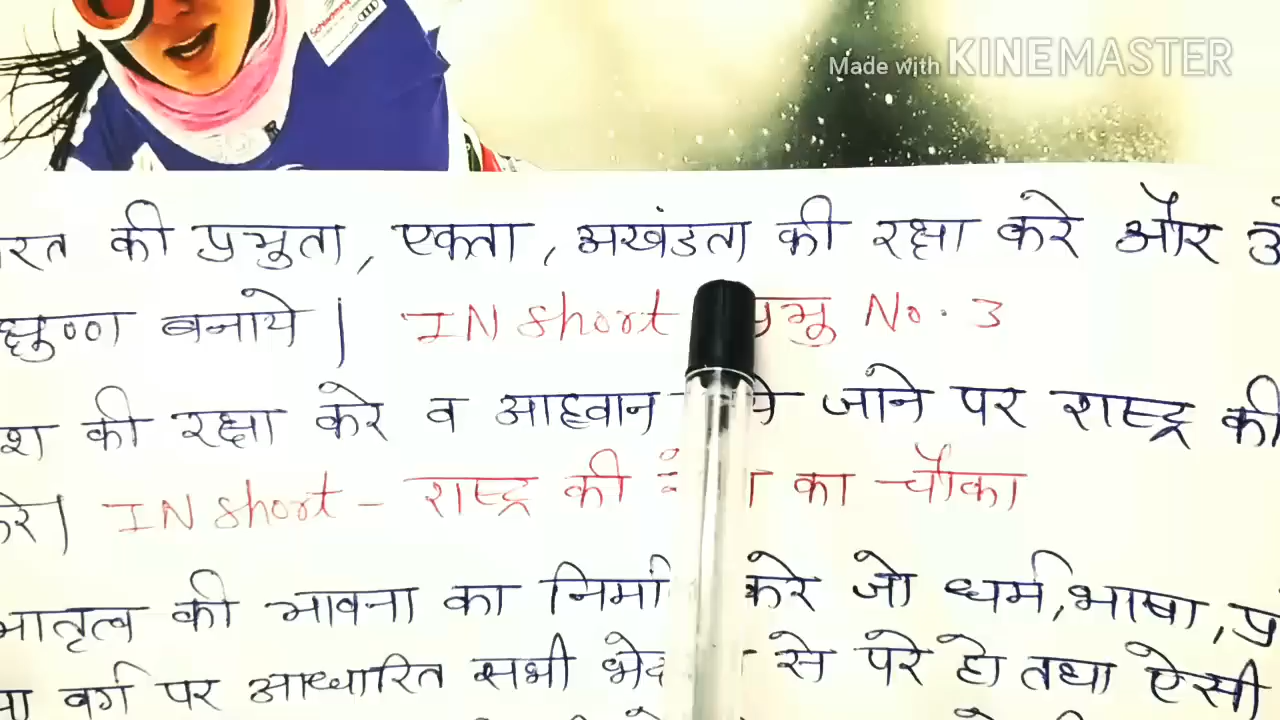 Made with KINEMASTER
रत की प्रभुता, एकता, अखंडता की रक्षा करे और
क्षुण्ण बनाये | IN Short प्रभु No. 3
श की रक्षा करे व आहवान जाने पर राष्ट्र की
करे| IN Short - राष्ट्र की का चौका
भातृत्व की भावना का निर्मा करे जो धर्म, भाषा, प्र
वर्ग पर आधारित सभी भेद से परे हो तथा ऐसी